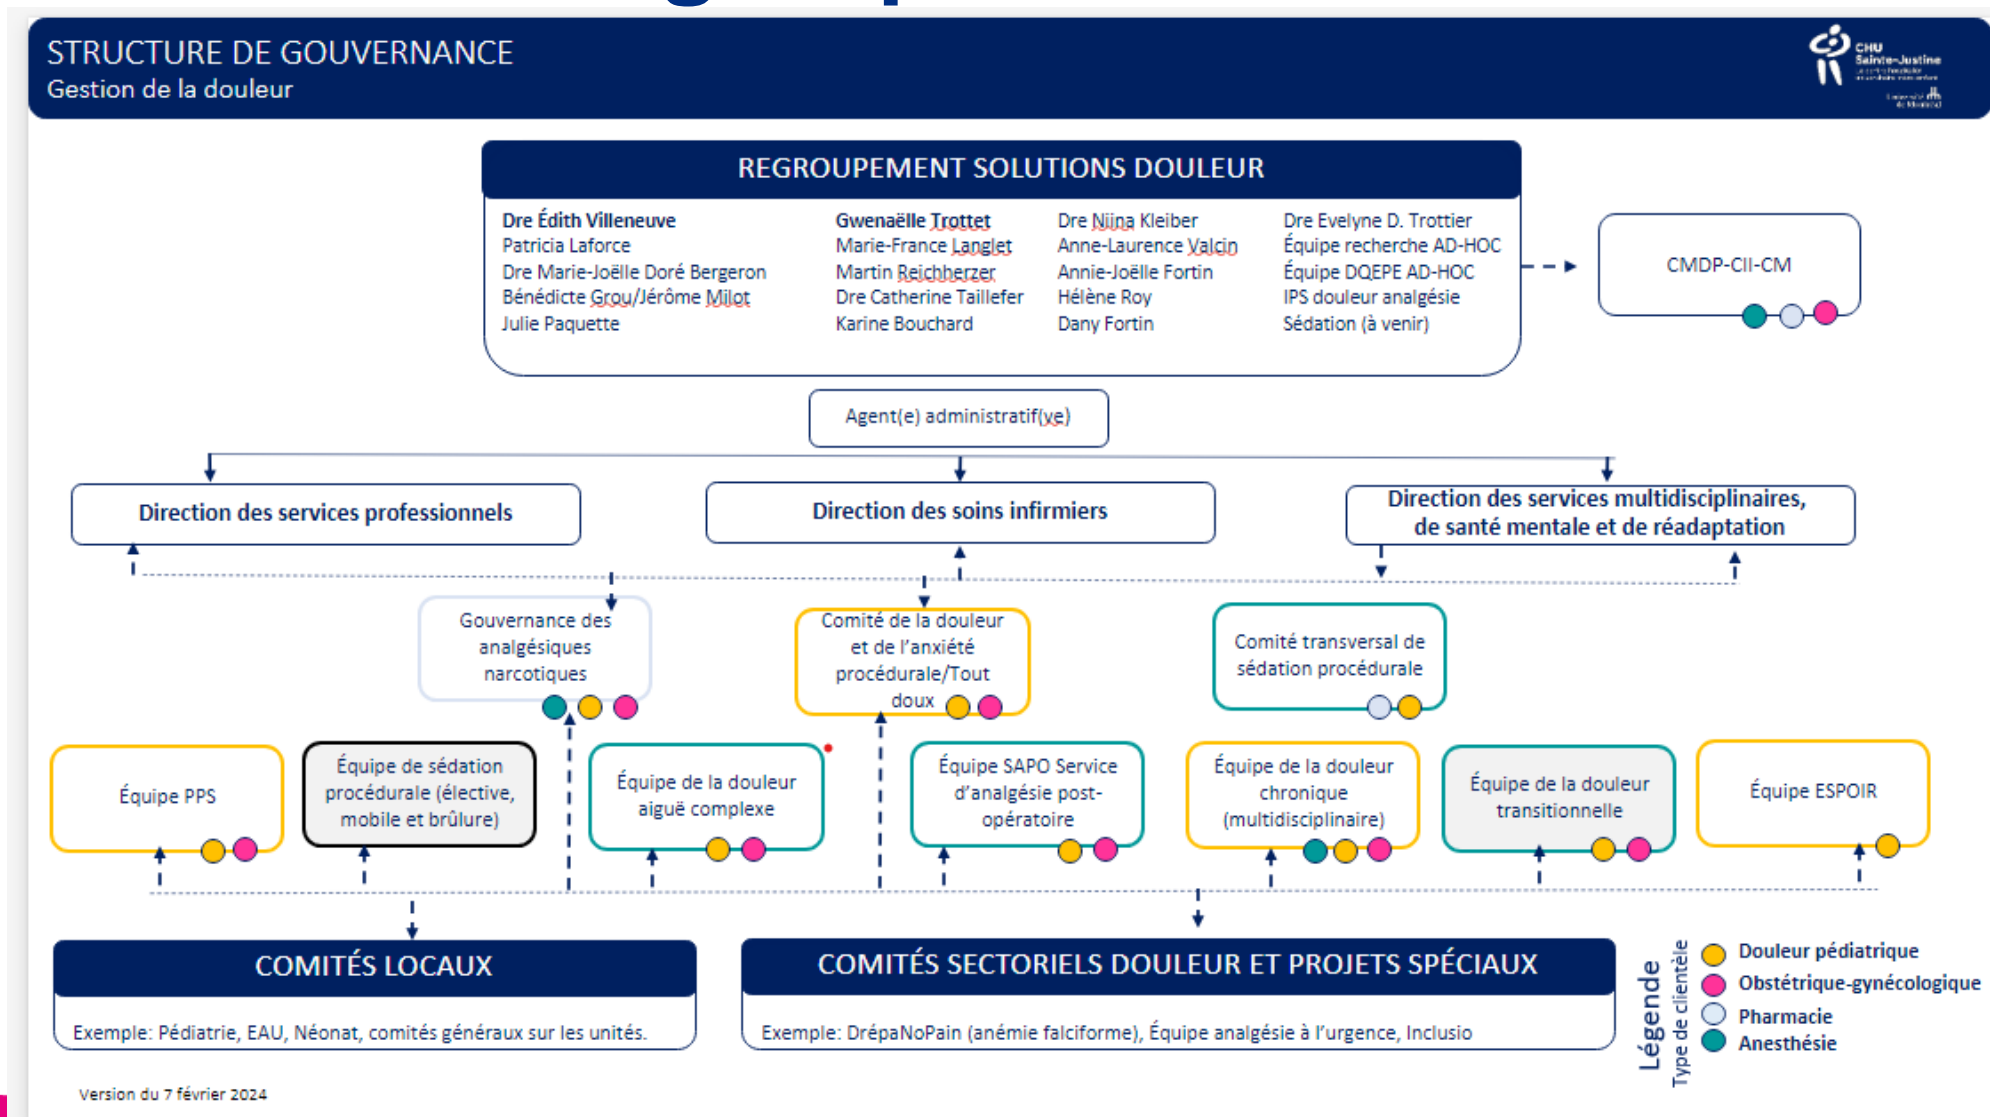 STRUCTURE DE GOUVERNANCE
Gestion de la douleur
CHU
Sainte-Justine
Université
de Montréal
REGROUPEMENT SOLUTIONS DOULEUR
Dre Édith Villeneuve
Patricia Laforce
Dre Marie-Joëlle Doré Bergeron
Bénédicte Grou/Jérôme Milot
Julie Paquette
Gwenaëlle Trottet
Marie-France Langlet
Martin Reichherzer
Dre Catherine Taillefer
Karine Bouchard
Dre Niina Kleiber
Anne-Laurence Valcin
Annie-Joëlle Fortin
Hélène Roy
Dany Fortin
Dre Evelyne D. Trottier
Équipe recherche AD-HOC
Équipe DQEPE AD-HOC
IPS douleur analgésie
Sédation (à venir)
CMDP-CII-CM
Agent(e) administratif(ve)
Direction des services professionnels
Direction des soins infirmiers
Direction des services multidisciplinaires,
de santé mentale et de réadaptation
Gouvernance des
analgésiques
narcotiques
Comité de la douleur
et de l'anxiété
procédurale/Tout
doux
Comité transversal de
sédation procédurale
Équipe PPS
Équipe de sédation
procédurale (élective,
mobile et brûlure)
Équipe de la douleur
aiguë complexe
Équipe SAPO Service
d'analgésie post-
opératoire
Équipe de la douleur
chronique
(multidisciplinaire)
Équipe de la douleur
transitionnelle
Équipe ESPOIR
COMITÉS LOCAUX
Exemple: Pédiatrie, EAU, Néonat, comités généraux sur les unités.
COMITÉS SECTORIELS DOULEUR ET PROJETS SPÉCIAUX
Exemple: DrépaNoPain (anémie falciforme), Équipe analgésie à l'urgence, Inclusio
Légende
Type de clientèle
Douleur pédiatrique
Obstétrique-gynécologique
Pharmacie
Anesthésie
Version du 7 février 2024